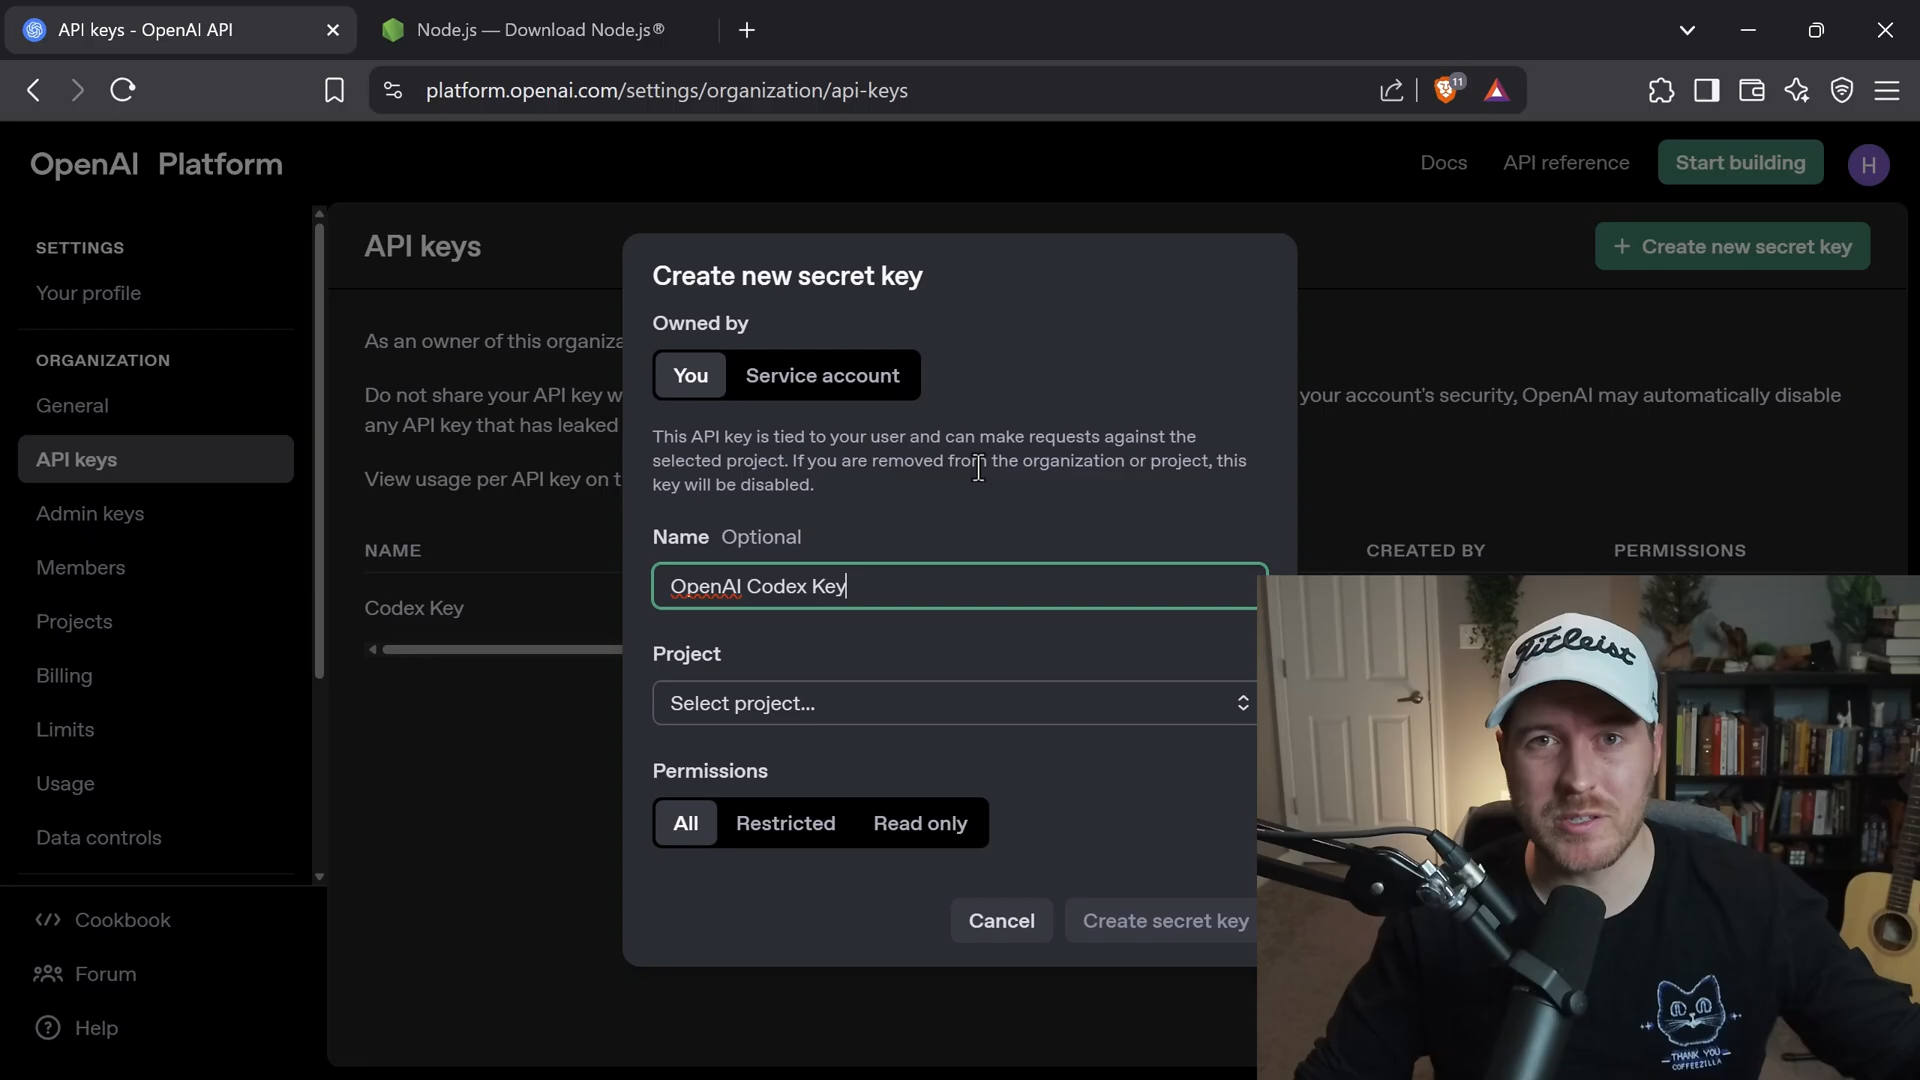 API keys - OpenAI API
Node.js — Download Node.js®
platform.openai.com/settings/organization/api-keys
11
OpenAI Platform
Docs
API reference
Start building
H
SETTINGS
Your profile
ORGANIZATION
General
API keys
Admin keys
Members
Projects
Billing
Limits
Usage
Data controls
Cookbook
Forum
Help
API keys
+ Create new secret key
As an owner of this organiza
Do not share your API key w
your account's security, OpenAI may automatically disable
any API key that has leaked
View usage per API key on t
NAME
CREATED BY
PERMISSIONS
Codex Key
Create new secret key
Owned by
You
Service account
This API key is tied to your user and can make requests against the
selected project. If you are removed from the organization or project, this
key will be disabled.
Name Optional
OpenAI Codex Key
Project
Select project...
Permissions
All
Restricted
Read only
Cancel
Create secret key
Titleist
THANK YOU
COFFEEZILLA